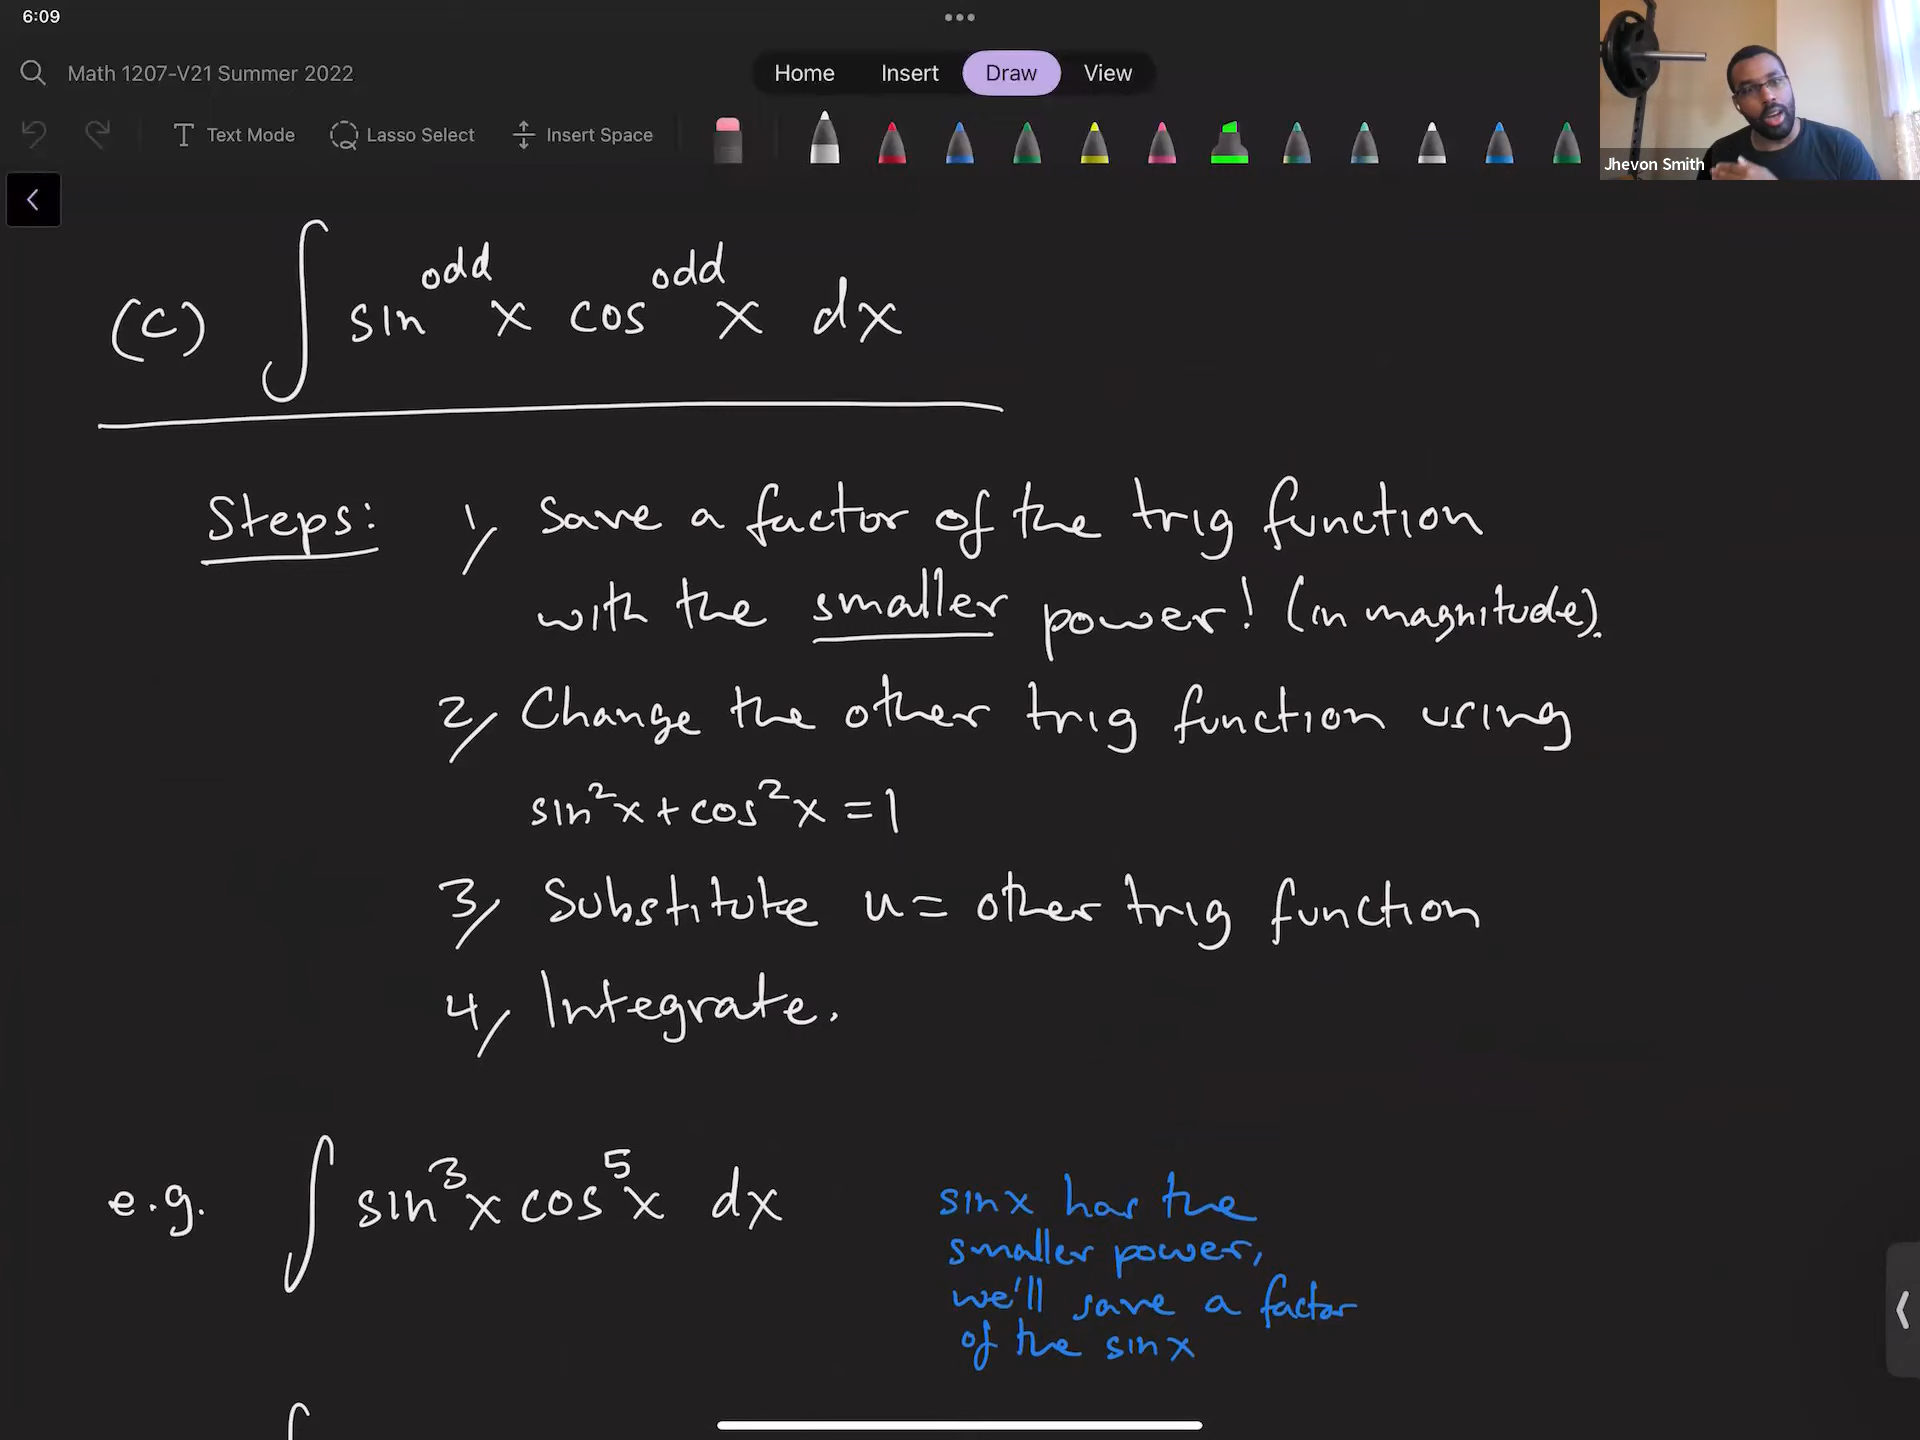 6:09
Math 1207-V21 Summer 2022
Home Insert Draw View
Text Mode Lasso Select Insert Space
Jhevon Smith
(c) ∫ sin^odd x cos^odd x dx
Steps: 1, Save a factor of the trig function
with the smaller power! (in magnitude).
2, Change the other trig function using
sin²x + cos²x = 1
3, Substitute u = other trig function
4, Integrate.
e.g. ∫ sin³x cos⁵x dx
sinx has the
smaller power,
we'll save a factor
of the sinx
∫